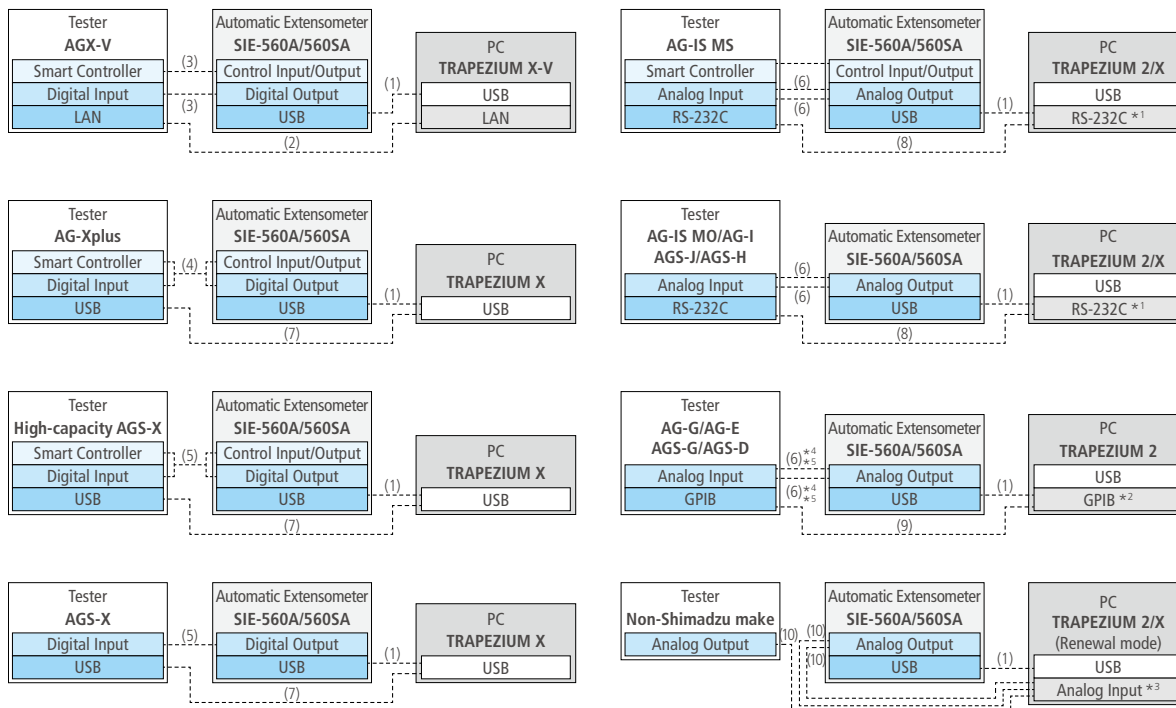 Tester
AGX-V
Smart Controller
Digital Input
LAN
(3)
(3)
Automatic Extensometer
SIE-560A/560SA
Control Input/Output
Digital Output
USB
(1)
(2)
PC
TRAPEZIUM X-V
USB
LAN
Tester
AG-IS MS
Smart Controller
Analog Input
RS-232C
(6)
(6)
Automatic Extensometer
SIE-560A/560SA
Control Input/Output
Analog Output
USB
(1)
(8)
PC
TRAPEZIUM 2/X
USB
RS-232C *1
Tester
AG-Xplus
Smart Controller
Digital Input
USB
(4)
Automatic Extensometer
SIE-560A/560SA
Control Input/Output
Digital Output
USB
(1)
(7)
PC
TRAPEZIUM X
USB
Tester
AG-IS MO/AG-I
AGS-J/AGS-H
Analog Input
RS-232C
(6)
(6)
Automatic Extensometer
SIE-560A/560SA
Analog Output
USB
(1)
(8)
PC
TRAPEZIUM 2/X
USB
RS-232C *1
Tester
High-capacity AGS-X
Smart Controller
Digital Input
USB
(5)
Automatic Extensometer
SIE-560A/560SA
Control Input/Output
Digital Output
USB
(1)
(7)
PC
TRAPEZIUM X
USB
Tester
AG-G/AG-E
AGS-G/AGS-D
Analog Input
GPIB
(6)*4 *5
(6)*4 *5
Automatic Extensometer
SIE-560A/560SA
Analog Output
USB
(1)
(9)
PC
TRAPEZIUM 2
USB
GPIB *2
Tester
AGS-X
Digital Input
USB
(5)
Automatic Extensometer
SIE-560A/560SA
Digital Output
USB
(1)
(7)
PC
TRAPEZIUM X
USB
Tester
Non-Shimadzu make
Analog Output
(10)
(10)
(10)
Automatic Extensometer
SIE-560A/560SA
Analog Output
USB
(1)
PC
TRAPEZIUM 2/X
(Renewal mode)
USB
Analog Input *3